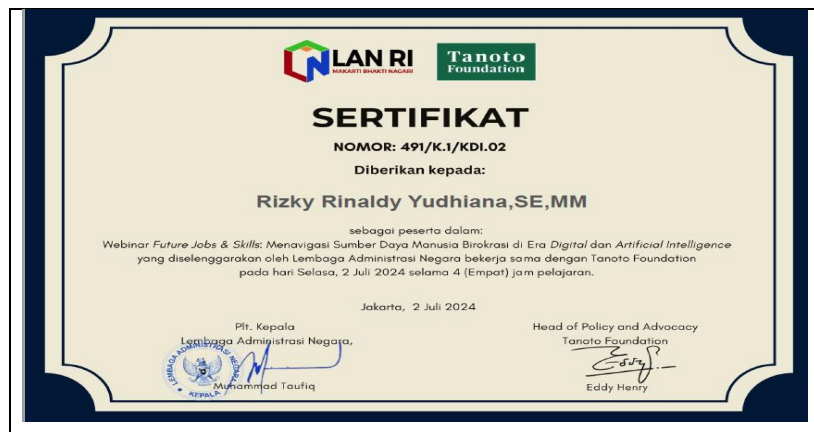 LAN RI
MAKARTI BHAKTI NAGARI
Tanoto
Foundation
SERTIFIKAT
NOMOR: 491/K.1/KDI.02
Diberikan kepada:
Rizky Rinaldy Yudhiana,SE,MM
sebagai peserta dalam:
Webinar Future Jobs & Skills: Menavigasi Sumber Daya Manusia Birokrasi di Era Digital dan Artificial Intelligence
yang diselenggarakan oleh Lembaga Administrasi Negara bekerja sama dengan Tanoto Foundation
pada hari Selasa, 2 Juli 2024 selama 4 (Empat) jam pelajaran.
Jakarta, 2 Juli 2024
Plt. Kepala
Lembaga Administrasi Negara,
LEMBAGA ADMINISTRASI NEGARA
KEPALA
Muhammad Taufiq
Head of Policy and Advocacy
Tanoto Foundation
Eddy Henry